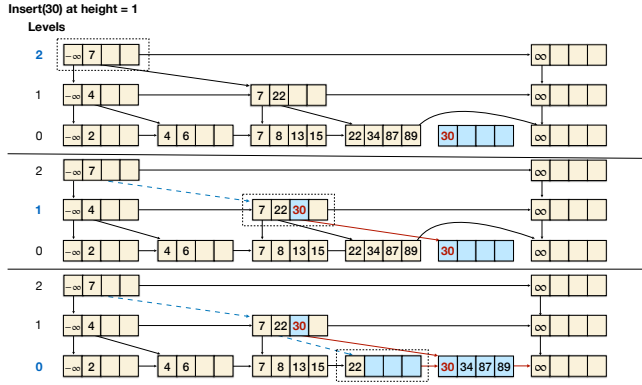 Insert(30) at height = 1
Levels
2 -∞ 7 ∞
1 -∞ 4 7 22 ∞
0 -∞ 2 4 6 7 8 13 15 22 34 87 89 30 ∞
2 -∞ 7 ∞
1 -∞ 4 7 22 30 ∞
0 -∞ 2 4 6 7 8 13 15 22 34 87 89 30 ∞
2 -∞ 7 ∞
1 -∞ 4 7 22 30 ∞
0 -∞ 2 4 6 7 8 13 15 22 30 34 87 89 ∞